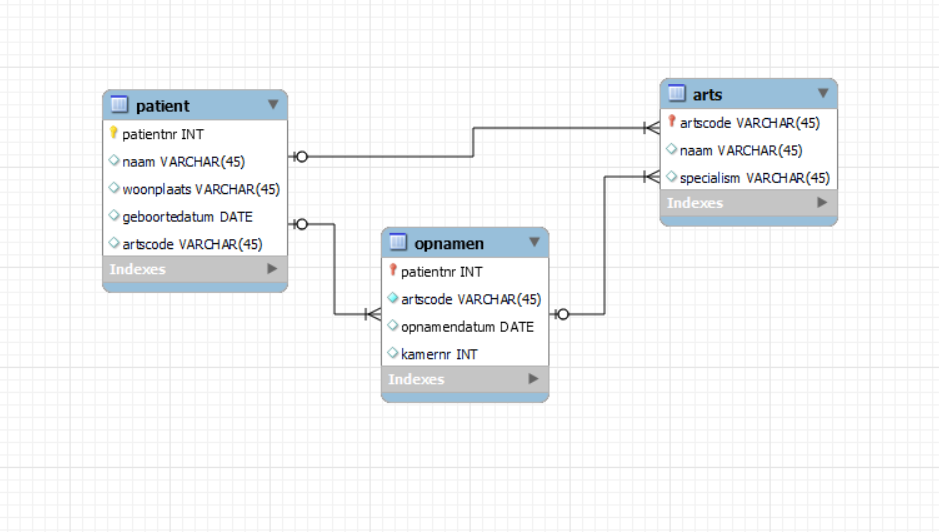 patient
patientnr INT
naam VARCHAR(45)
woonplaats VARCHAR(45)
geboortedatum DATE
artscode VARCHAR(45)
Indexes
opnamen
patientnr INT
artscode VARCHAR(45)
opnamendatum DATE
kamernr INT
Indexes
arts
artscode VARCHAR(45)
naam VARCHAR(45)
specialism VARCHAR(45)
Indexes